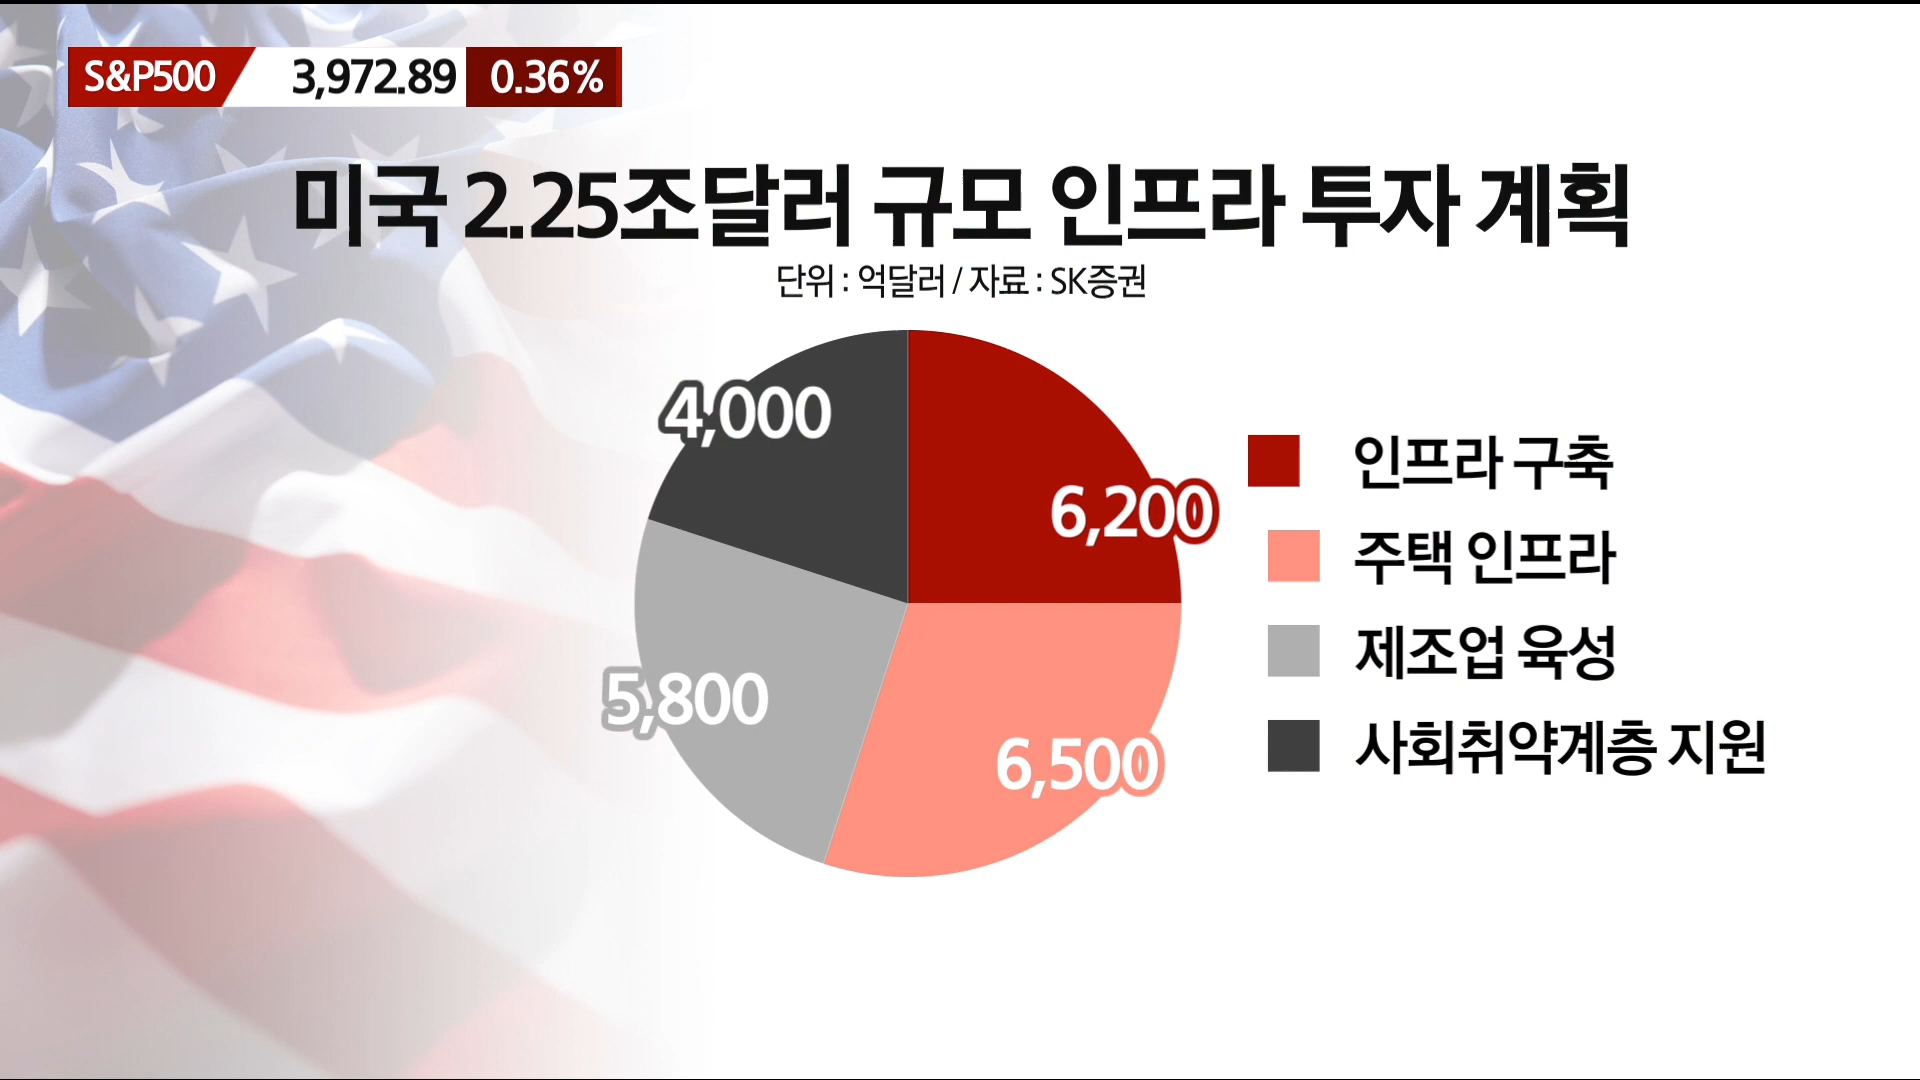 S&P500 3,972.89 0.36%
미국 2.25조달러 규모 인프라 투자 계획
단위 : 억달러 / 자료 : SK증권
4,000
6,200
5,800
6,500
인프라 구축
주택 인프라
제조업 육성
사회취약계층 지원